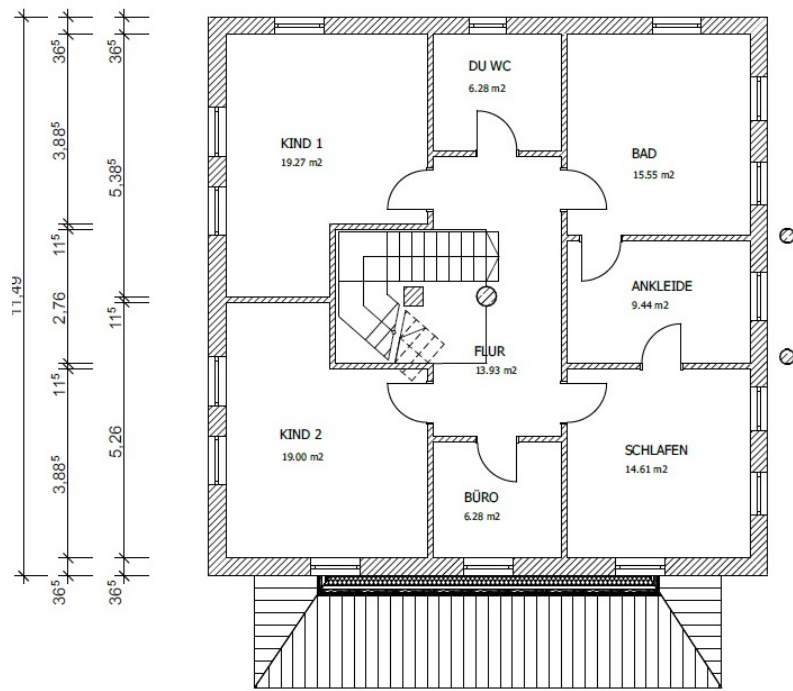 DU WC
6.28 m2
KIND 1
19.27 m2
BAD
15.55 m2
ANKLEIDE
9.44 m2
FLUR
13.93 m2
KIND 2
19.00 m2
SCHLAFEN
14.61 m2
BÜRO
6.28 m2
11,49
36⁵
3,88⁵
11⁵
2,76
11⁵
3,88⁵
36⁵
36⁵
5,38⁵
11⁵
5,26
36⁵